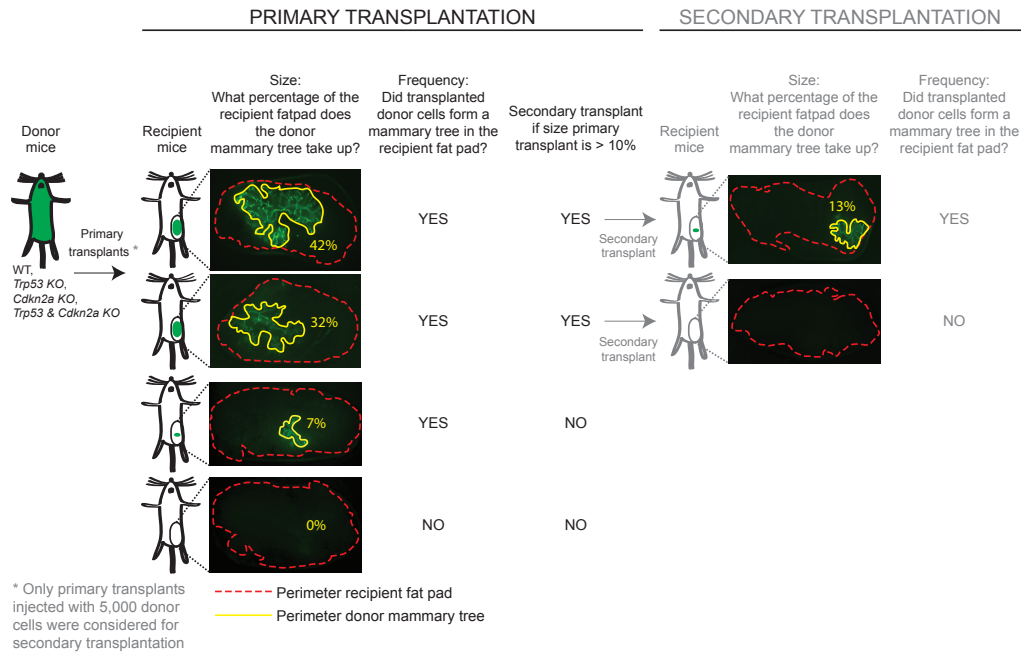 PRIMARY TRANSPLANTATION
SECONDARY TRANSPLANTATION
Donor
mice
Recipient
mice
Size:
What percentage of the
recipient fatpad does
the donor
mammary tree take up?
Frequency:
Did transplanted
donor cells form a
mammary tree in the
recipient fat pad?
Secondary transplant
if size primary
transplant is > 10%
Recipient
mice
Size:
What percentage of the
recipient fatpad does
the donor
mammary tree take up?
Frequency:
Did transplanted
donor cells form a
mammary tree in the
recipient fat pad?
Primary
transplants *
WT,
Trp53 KO,
Cdkn2a KO,
Trp53 & Cdkn2a KO
42%
YES
YES
Secondary
transplant
13%
YES
32%
YES
YES
Secondary
transplant
NO
7%
YES
NO
0%
NO
NO
* Only primary transplants
injected with 5,000 donor
cells were considered for
secondary transplantation
Perimeter recipient fat pad
Perimeter donor mammary tree